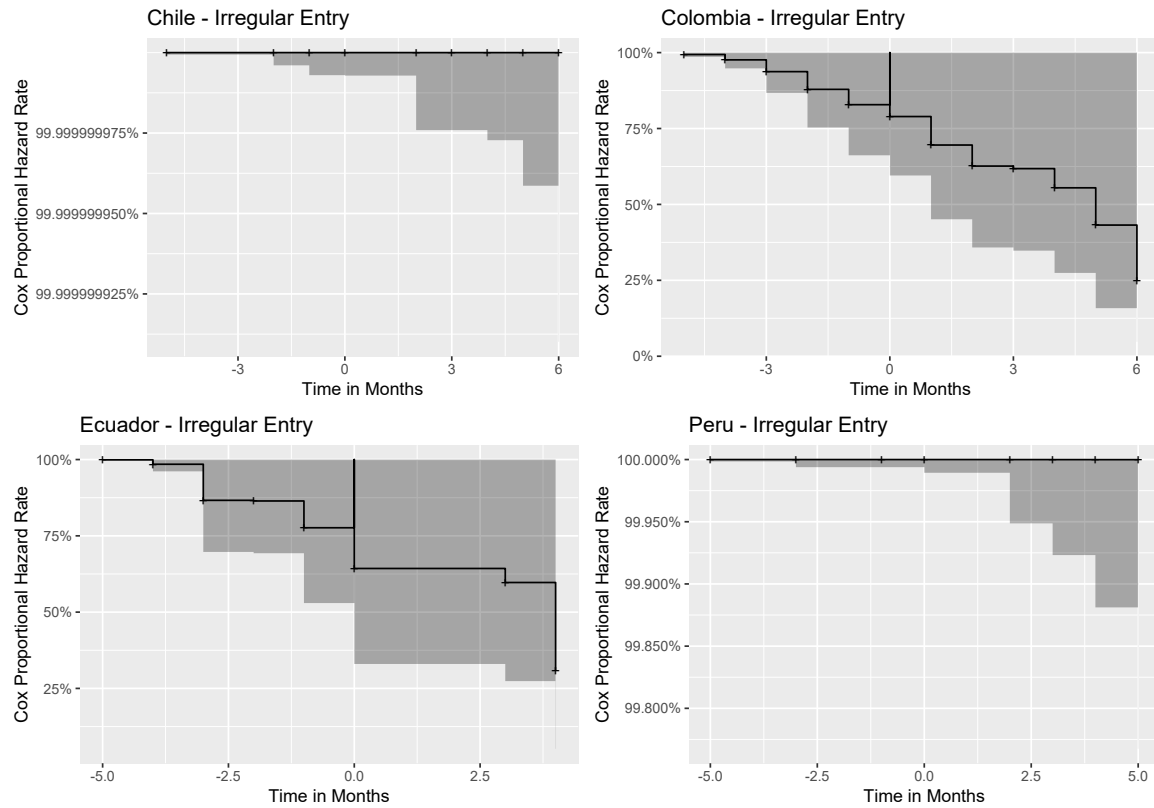 Chile - Irregular Entry
Cox Proportional Hazard Rate
99.999999975%
99.999999950%
99.999999925%
-3 0 3 6
Time in Months
Colombia - Irregular Entry
Cox Proportional Hazard Rate
100%
75%
50%
25%
0%
-3 0 3 6
Time in Months
Ecuador - Irregular Entry
Cox Proportional Hazard Rate
100%
75%
50%
25%
-5.0 0.0 2.5
Time in Months
Peru - Irregular Entry
Cox Proportional Hazard Rate
100.000%
99.950%
99.900%
99.850%
99.800%
-5.0 -2.5 0.0 2.5 5.0
Time in Months